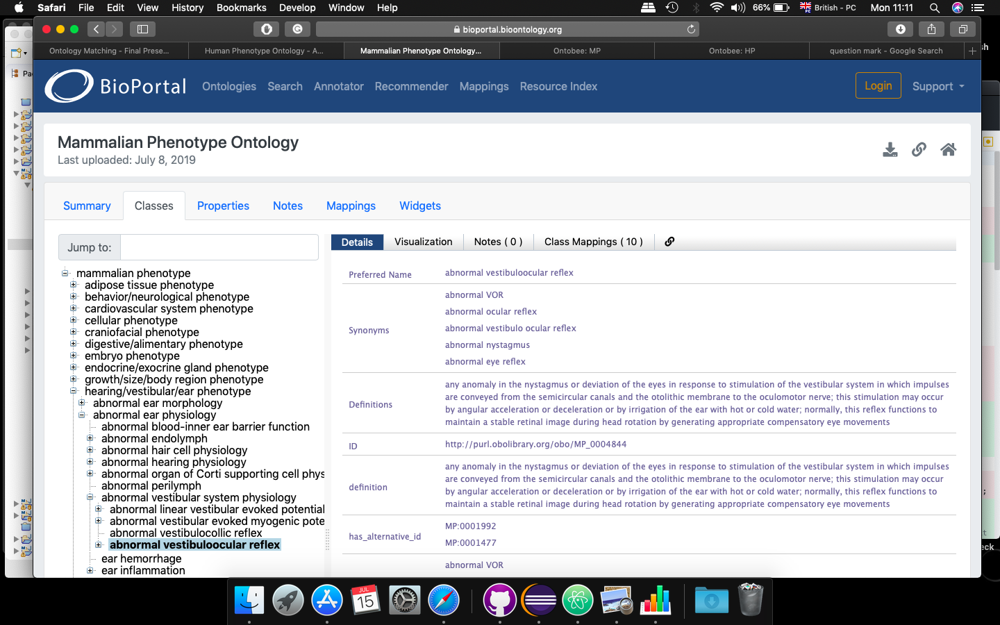 Safari File Edit View History Bookmarks Develop Window Help 66% British - PC Mon 11:11
bioportal.bioontology.org
Ontology Matching - Final Prese... Human Phenotype Ontology - A... Mammalian Phenotype Ontology... Ontobee: MP Ontobee: HP question mark - Google Search
BioPortal Ontologies Search Annotator Recommender Mappings Resource Index Login Support
Mammalian Phenotype Ontology
Last uploaded: July 8, 2019
Summary Classes Properties Notes Mappings Widgets
Jump to:
mammalian phenotype
adipose tissue phenotype
behavior/neurological phenotype
cardiovascular system phenotype
cellular phenotype
craniofacial phenotype
digestive/alimentary phenotype
embryo phenotype
endocrine/exocrine gland phenotype
growth/size/body region phenotype
hearing/vestibular/ear phenotype
abnormal ear morphology
abnormal ear physiology
abnormal blood-inner ear barrier function
abnormal endolymph
abnormal hair cell physiology
abnormal hearing physiology
abnormal organ of Corti supporting cell phys
abnormal perilymph
abnormal vestibular system physiology
abnormal linear vestibular evoked potential
abnormal vestibular evoked myogenic pote
abnormal vestibulocollic reflex
abnormal vestibuloocular reflex
ear hemorrhage
ear inflammation
Details Visualization Notes ( 0 ) Class Mappings ( 10 )
Preferred Name abnormal vestibuloocular reflex
Synonyms
abnormal VOR
abnormal ocular reflex
abnormal vestibulo ocular reflex
abnormal nystagmus
abnormal eye reflex
Definitions
any anomaly in the nystagmus or deviation of the eyes in response to stimulation of the vestibular system in which impulses
are conveyed from the semicircular canals and the otolithic membrane to the oculomotor nerve; this stimulation may occur
by angular acceleration or deceleration or by irrigation of the ear with hot or cold water; normally, this reflex functions to
maintain a stable retinal image during head rotation by generating appropriate compensatory eye movements
ID http://purl.obolibrary.org/obo/MP_0004844
definition
any anomaly in the nystagmus or deviation of the eyes in response to stimulation of the vestibular system in which impulses
are conveyed from the semicircular canals and the otolithic membrane to the oculomotor nerve; this stimulation may occur
by angular acceleration or deceleration or by irrigation of the ear with hot or cold water; normally, this reflex functions to
maintain a stable retinal image during head rotation by generating appropriate compensatory eye movements
has_alternative_id
MP:0001992
MP:0001477
abnormal VOR
JUL
15